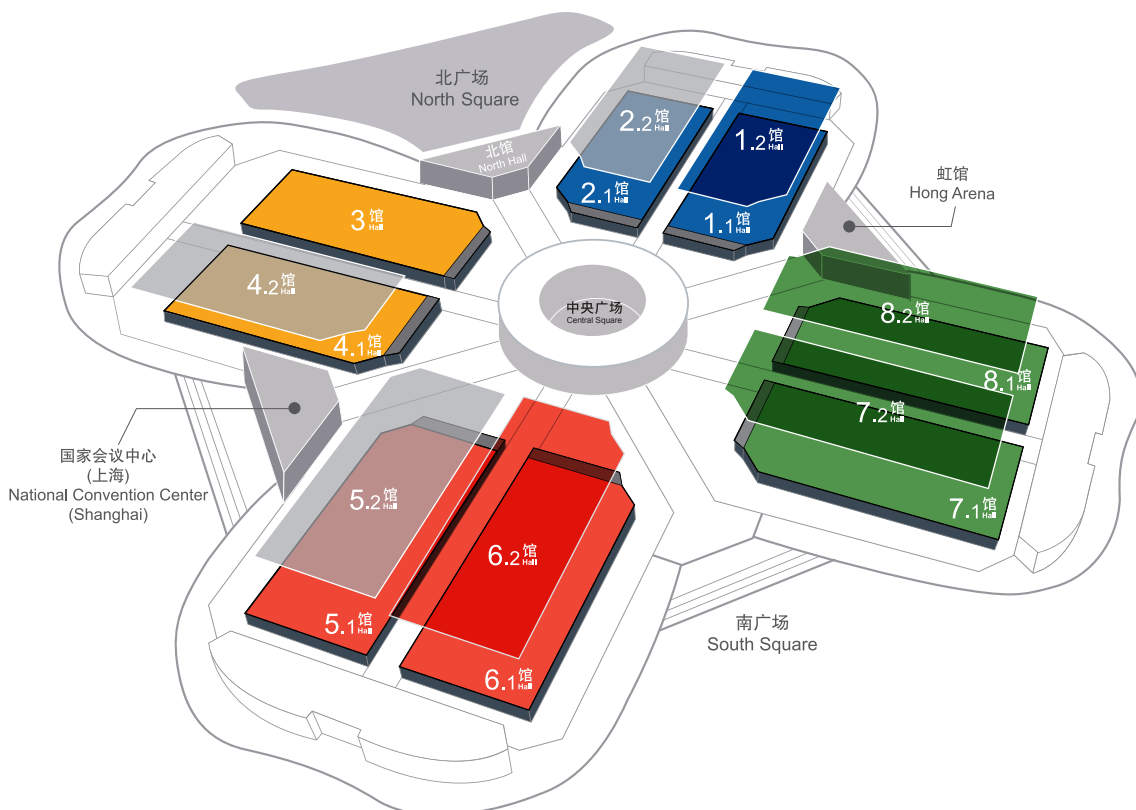 北广场
North Square
北馆
North Hall
2.2馆
Hall
1.2馆
Hall
2.1馆
Hall
1.1馆
Hall
虹馆
Hong Arena
3馆
Hall
4.2馆
Hall
4.1馆
Hall
中央广场
Central Square
8.2馆
Hall
8.1馆
Hall
7.2馆
Hall
7.1馆
Hall
国家会议中心
(上海)
National Convention Center
(Shanghai)
5.2馆
Hall
6.2馆
Hall
5.1馆
Hall
6.1馆
Hall
南广场
South Square